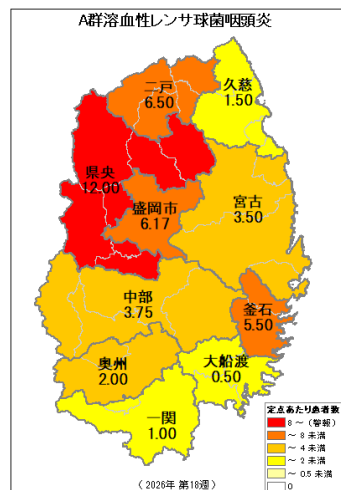 A群溶血性レンサ球菌咽頭炎
二戸
6.50
久慈
1.50
県央
12.00
盛岡市
6.17
宮古
3.50
中部
3.75
釜石
5.50
奥州
2.00
大船渡
0.50
一関
1.00
定点あたり患者数
8～（警報）
～ 8 未満
～ 4 未満
～ 2 未満
～ 0.5 未満
0
（ 2026年 第18週 ）